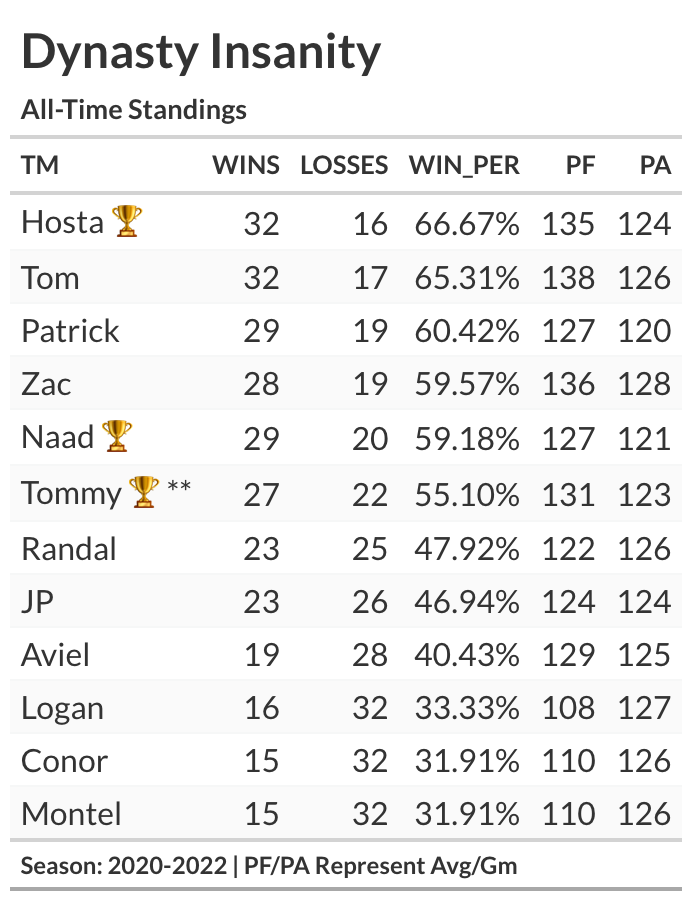 Dynasty Insanity
All-Time Standings
TM WINS LOSSES WIN_PER PF PA
Hosta 🏆 32 16 66.67% 135 124
Tom 32 17 65.31% 138 126
Patrick 29 19 60.42% 127 120
Zac 28 19 59.57% 136 128
Naad 🏆 29 20 59.18% 127 121
Tommy 🏆 ** 27 22 55.10% 131 123
Randal 23 25 47.92% 122 126
JP 23 26 46.94% 124 124
Aviel 19 28 40.43% 129 125
Logan 16 32 33.33% 108 127
Conor 15 32 31.91% 110 126
Montel 15 32 31.91% 110 126
Season: 2020-2022 | PF/PA Represent Avg/Gm